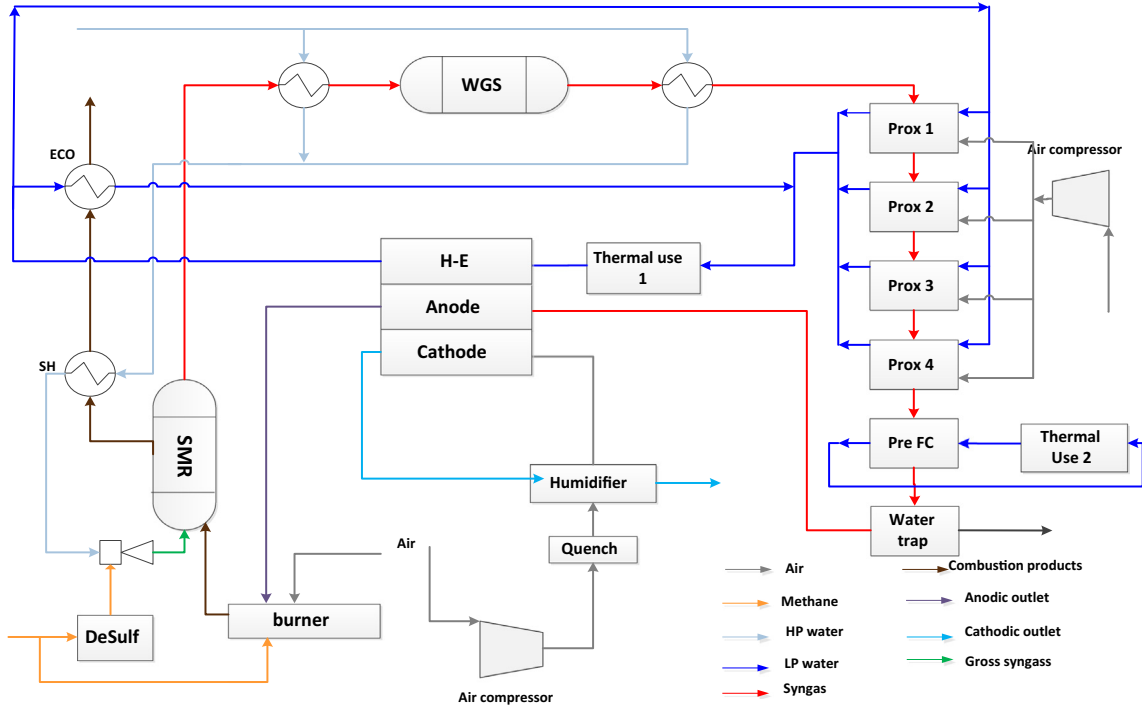 WGS
Prox 1
ECO
Air compressor
Prox 2
H-E
Thermal use
1
Prox 3
Anode
Cathode
Prox 4
SH
SMR
Pre FC
Thermal
Use 2
Humidifier
Water
trap
Air
Quench
Air
Combustion products
Methane
Anodic outlet
burner
DeSulf
HP water
Cathodic outlet
LP water
Gross syngass
Syngas
Air compressor